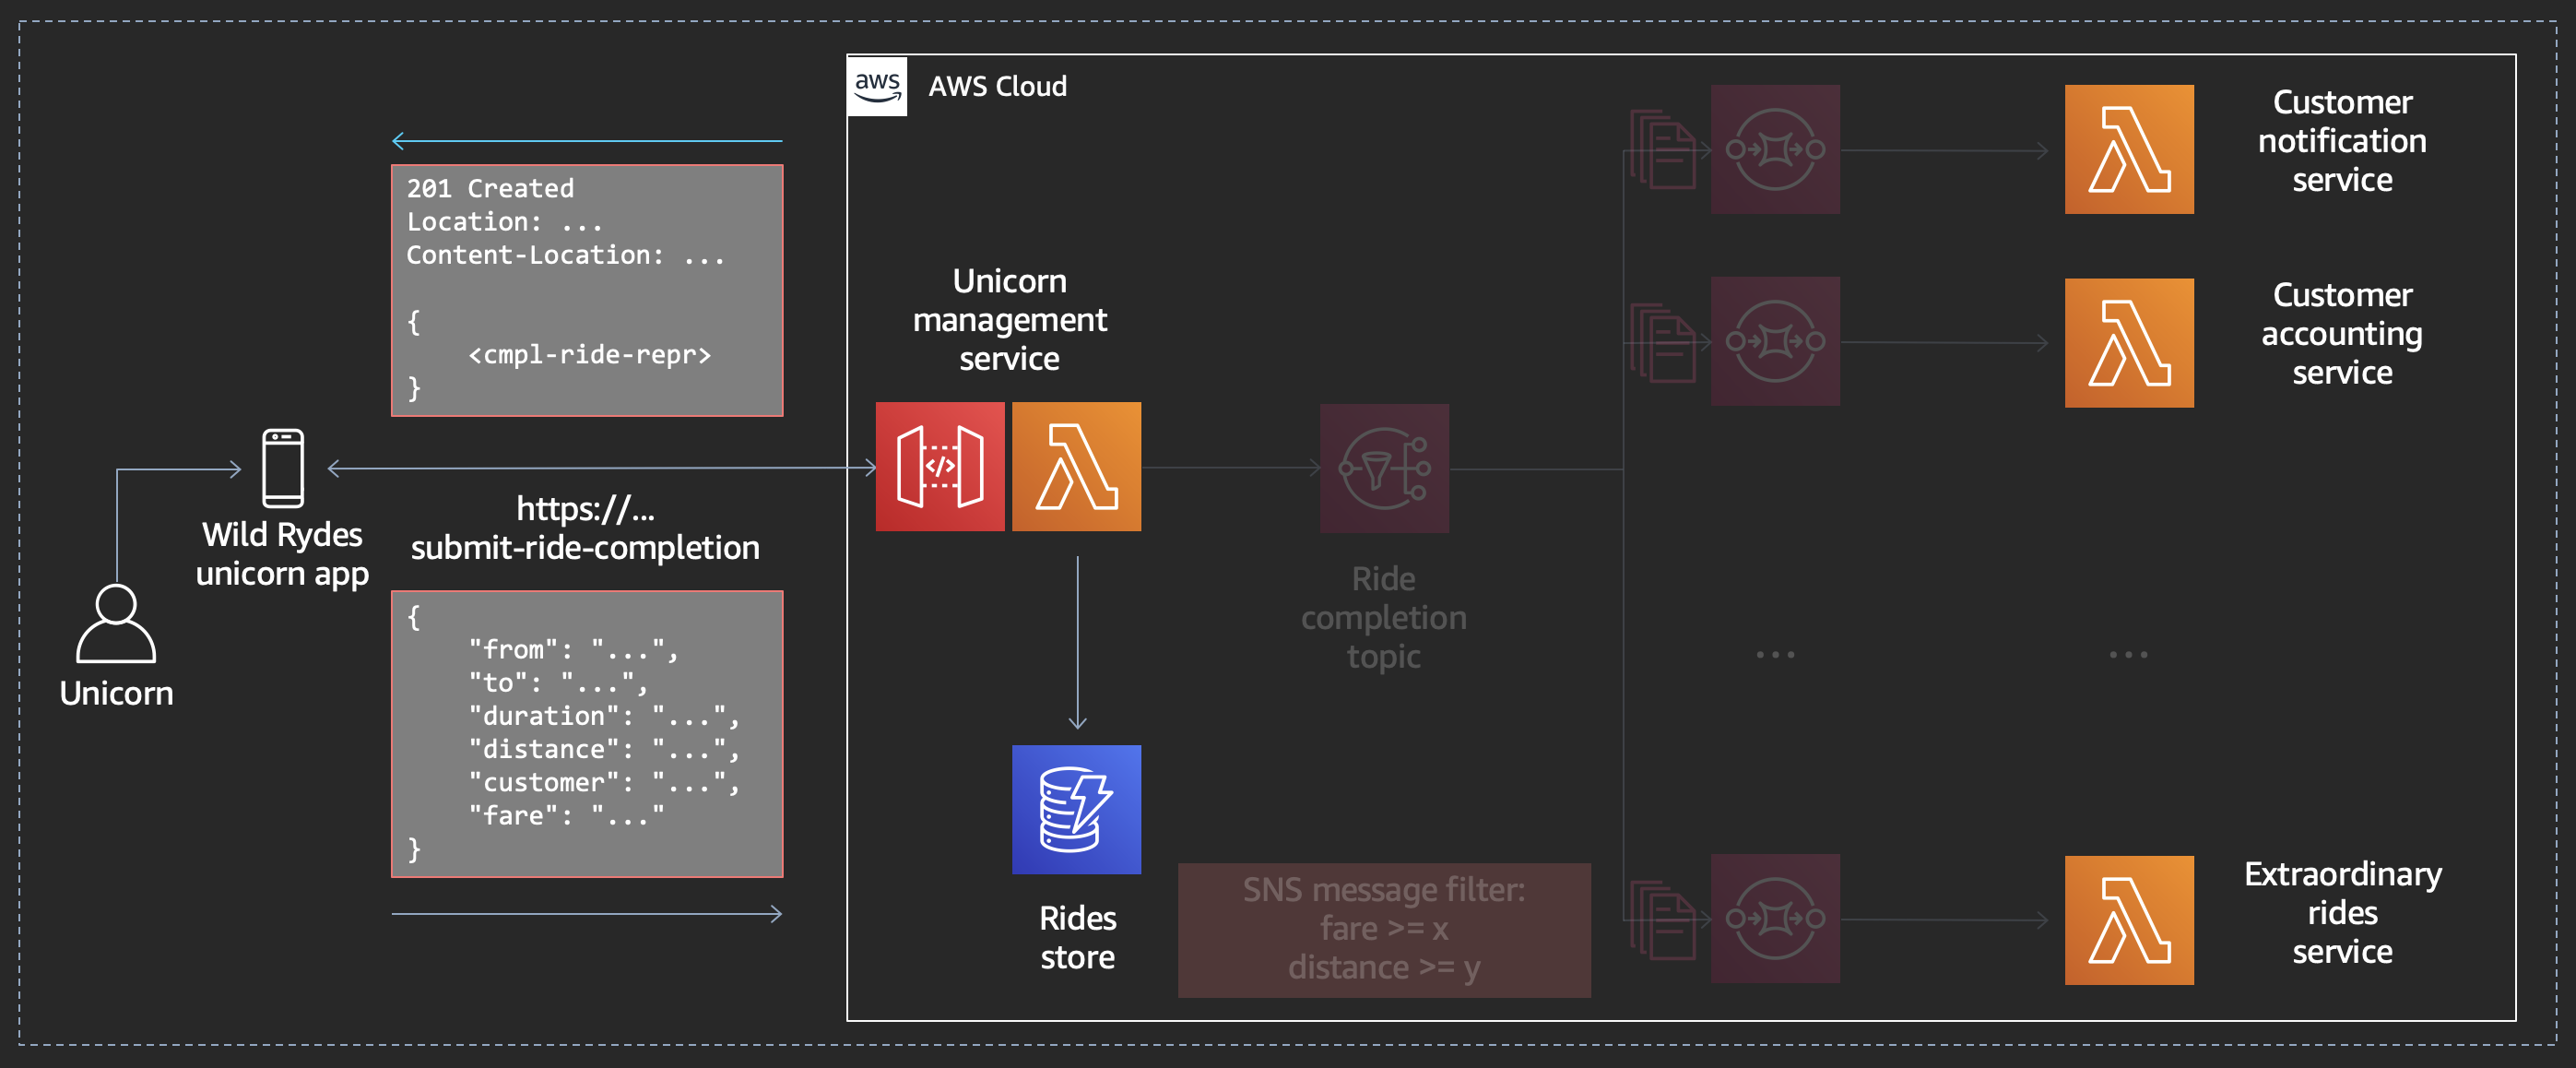 aws
AWS Cloud
201 Created
Location: ...
Content-Location: ...
{
<cmpl-ride-repr>
}
Unicorn
management
service
Wild Rydes
unicorn app
https://...
submit-ride-completion
{
"from": "...",
"to": "...",
"duration": "...",
"distance": "...",
"customer": "...",
"fare": "..."
}
Unicorn
</>
Rides
store
Ride
completion
topic
SNS message filter:
fare >= x
distance >= y
Customer
notification
service
Customer
accounting
service
...
...
Extraordinary
rides
service